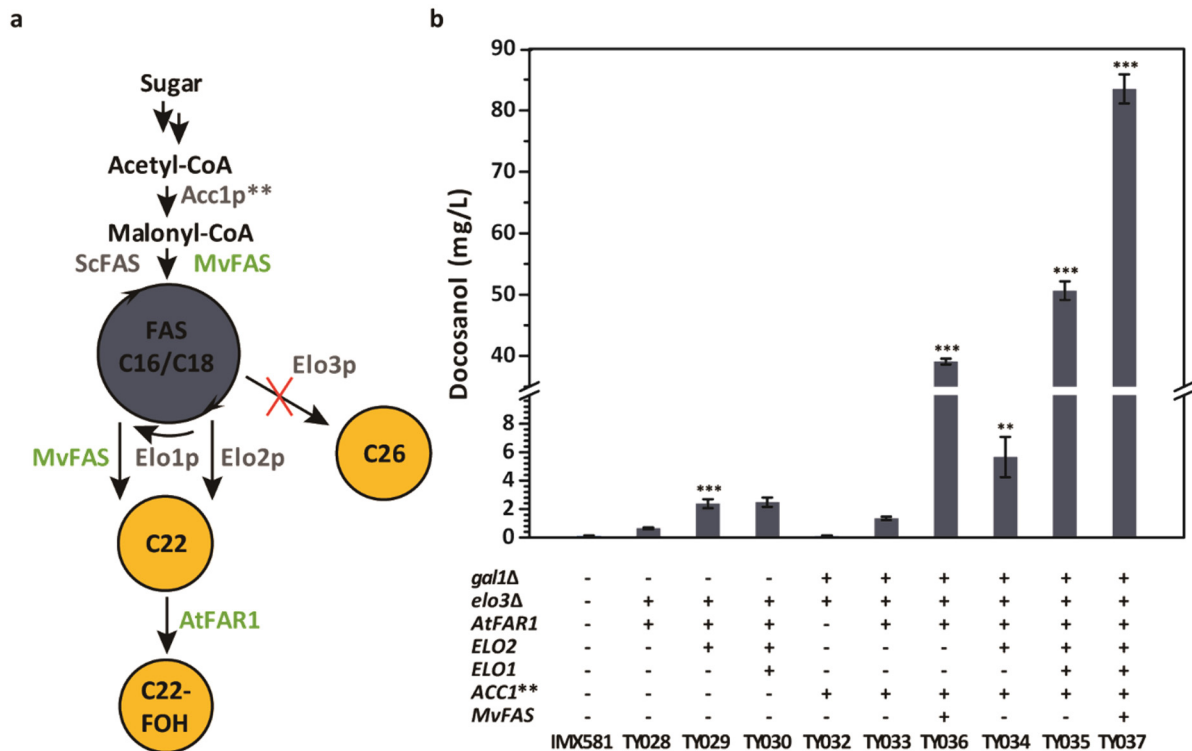 a
Sugar
Acetyl-CoA
Acc1p**
Malonyl-CoA
ScFAS MvFAS
FAS
C16/C18
Elo3p
MvFAS Elo1p Elo2p
C26
C22
AtFAR1
C22-
FOH
b
Docosanol (mg/L)
90
80
70
60
50
40
8
6
4
2
0
***
***
**
***
***
gal1Δ - - - - + + + + + +
elo3Δ - + + + + + + + + +
AtFAR1 - + + + - + + + + +
ELO2 - - + + - - - + + +
ELO1 - - - + - - - - + +
ACC1** - - - - + + + + + +
MvFAS - - - - - - + - - +
IMX581 TY028 TY029 TY030 TY032 TY033 TY036 TY034 TY035 TY037